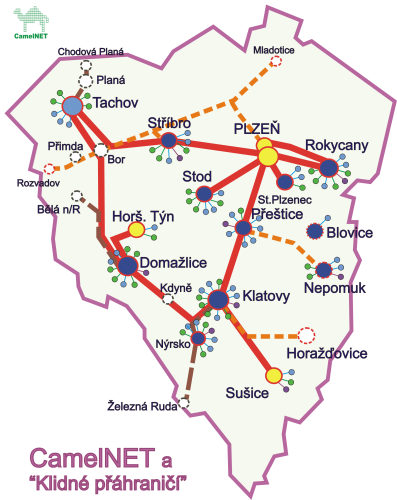 CamelNET
Chodová Planá
Mladotice
Planá
Tachov
Stříbro
PLZEŇ
Rokycany
Přimda
Bor
Rozvadov
Stod
St.Plzenec
Bělá n/R
Horš. Týn
Přeštice
Blovice
Domažlice
Kdyně
Klatovy
Nepomuk
Nýrsko
Horažďovice
Sušice
Železná Ruda
CamelNET a
“Klidné přáhraničí”